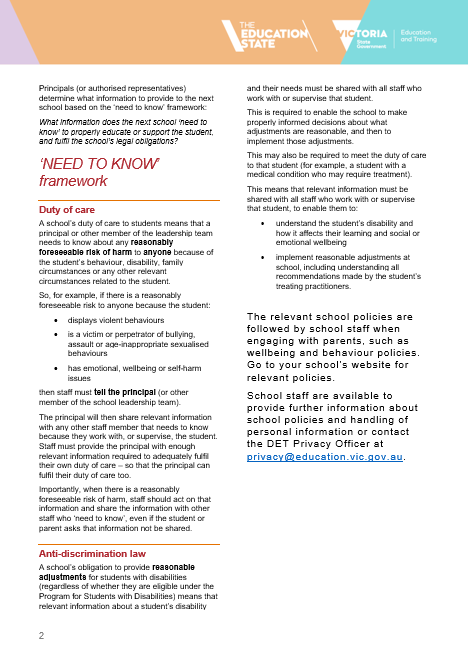 THE
EDUCATION
STATE
VICTORIA
State
Government
Education
and Training
Principals (or authorised representatives)
determine what information to provide to the next
school based on the ‘need to know’ framework:
What information does the next school ‘need to
know’ to properly educate or support the student,
and fulfil the school’s legal obligations?
‘NEED TO KNOW’
framework
Duty of care
A school’s duty of care to students means that a
principal or other member of the leadership team
needs to know about any reasonably
foreseeable risk of harm to anyone because of
the student’s behaviour, disability, family
circumstances or any other relevant
circumstances related to the student.
So, for example, if there is a reasonably
foreseeable risk to anyone because the student:
• displays violent behaviours
• is a victim or perpetrator of bullying,
assault or age-inappropriate sexualised
behaviours
• has emotional, wellbeing or self-harm
issues
then staff must tell the principal (or other
member of the school leadership team).
The principal will then share relevant information
with any other staff member that needs to know
because they work with, or supervise, the student.
Staff must provide the principal with enough
relevant information required to adequately fulfil
their own duty of care – so that the principal can
fulfil their duty of care too.
Importantly, when there is a reasonably
foreseeable risk of harm, staff should act on that
information and share the information with other
staff who ‘need to know’, even if the student or
parent asks that information not be shared.
Anti-discrimination law
A school’s obligation to provide reasonable
adjustments for students with disabilities
(regardless of whether they are eligible under the
Program for Students with Disabilities) means that
relevant information about a student’s disability
and their needs must be shared with all staff who
work with or supervise that student.
This is required to enable the school to make
properly informed decisions about what
adjustments are reasonable, and then to
implement those adjustments.
This may also be required to meet the duty of care
to that student (for example, a student with a
medical condition who may require treatment).
This means that relevant information must be
shared with all staff who work with or supervise
that student, to enable them to:
• understand the student’s disability and
how it affects their learning and social or
emotional wellbeing
• implement reasonable adjustments at
school, including understanding all
recommendations made by the student’s
treating practitioners.
The relevant school policies are
followed by school staff when
engaging with parents, such as
wellbeing and behaviour policies.
Go to your school’s website for
relevant policies.
School staff are available to
provide further information about
school policies and handling of
personal information or contact
the DET Privacy Officer at
privacy@education.vic.gov.au.
2